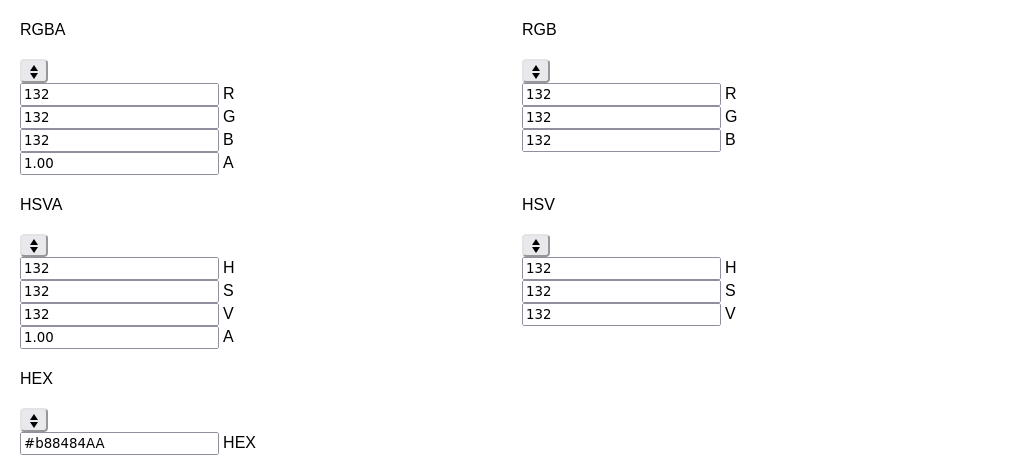 RGBA
132 R
132 G
132 B
1.00 A
RGB
132 R
132 G
132 B
HSVA
132 H
132 S
132 V
1.00 A
HSV
132 H
132 S
132 V
HEX
#b88484AA HEX